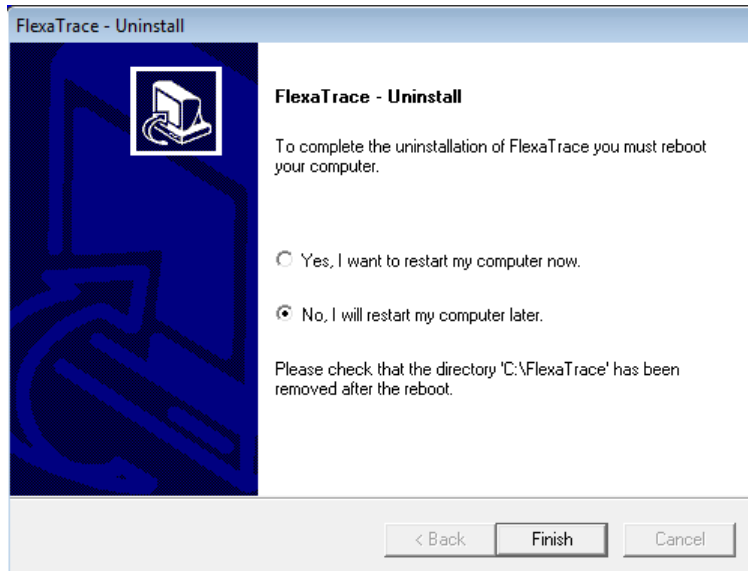 FlexaTrace - Uninstall
FlexaTrace - Uninstall
To complete the uninstallation of FlexaTrace you must reboot
your computer.
Yes, I want to restart my computer now.
No, I will restart my computer later.
Please check that the directory 'C:\FlexaTrace' has been
removed after the reboot.
< Back
Finish
Cancel